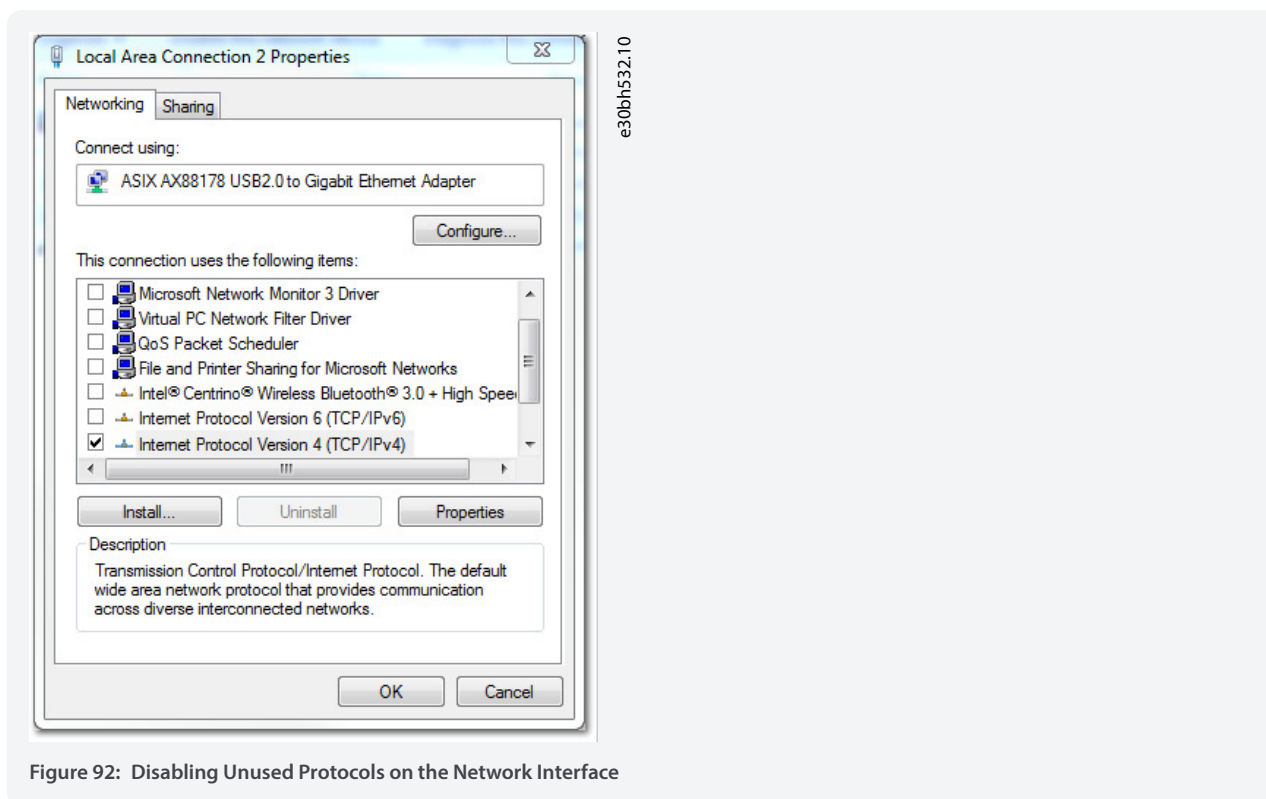 Local Area Connection 2 Properties
e30bh532.10
Networking
Sharing
Connect using:
ASIX AX88178 USB2.0 to Gigabit Ethernet Adapter
Configure...
This connection uses the following items:
Microsoft Network Monitor 3 Driver
Virtual PC Network Filter Driver
QoS Packet Scheduler
File and Printer Sharing for Microsoft Networks
Intel® Centrino® Wireless Bluetooth® 3.0 + High Spee
Internet Protocol Version 6 (TCP/IPv6)
Internet Protocol Version 4 (TCP/IPv4)
Install...
Uninstall
Properties
Description
Transmission Control Protocol/Internet Protocol. The default
wide area network protocol that provides communication
across diverse interconnected networks.
OK
Cancel
Figure 92: Disabling Unused Protocols on the Network Interface